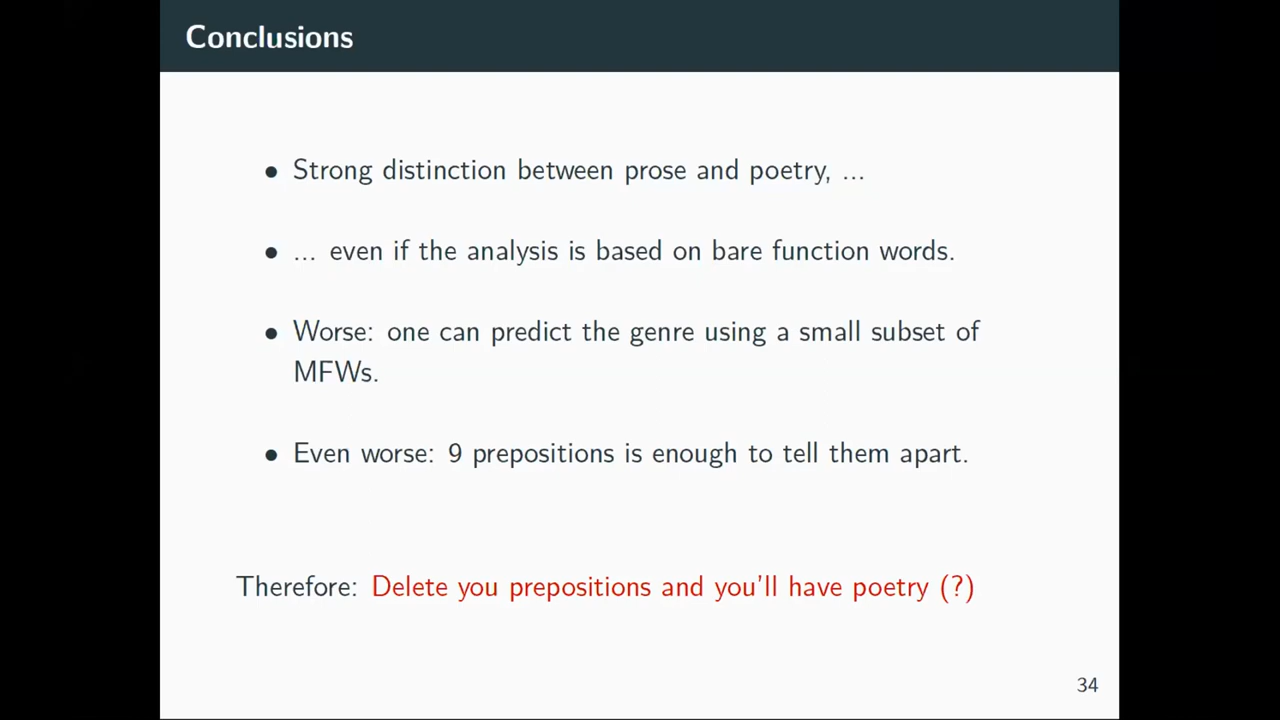 Conclusions
• Strong distinction between prose and poetry, ...
• ... even if the analysis is based on bare function words.
• Worse: one can predict the genre using a small subset of
MFWs.
• Even worse: 9 prepositions is enough to tell them apart.
Therefore: Delete you prepositions and you'll have poetry (?)
34